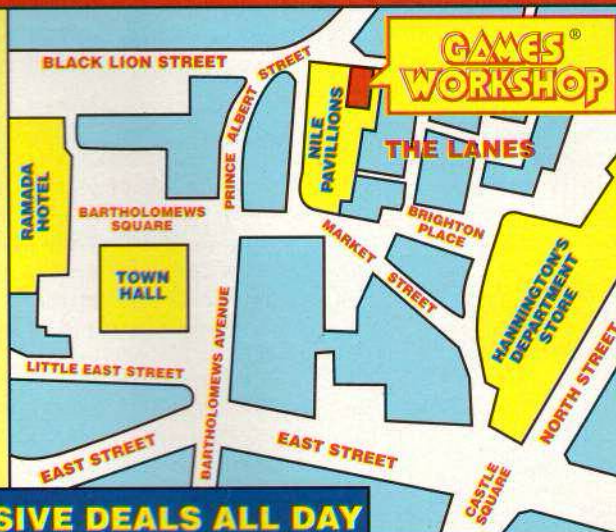 GAMES®
WORKSHOP
BLACK LION STREET
PRINCE ALBERT STREET
NILE
PAVILLIONS
THE LANES
RAMADA
HOTEL
BARTHOLOMEWS
SQUARE
BRIGHTON
PLACE
MARKET STREET
TOWN
HALL
HANNINGTON'S
DEPARTMENT
STORE
BARTHOLOMEWS AVENUE
LITTLE EAST STREET
NORTH STREET
EAST STREET
EAST STREET
CASTLE
SQUARE
SIVE DEALS ALL DAY